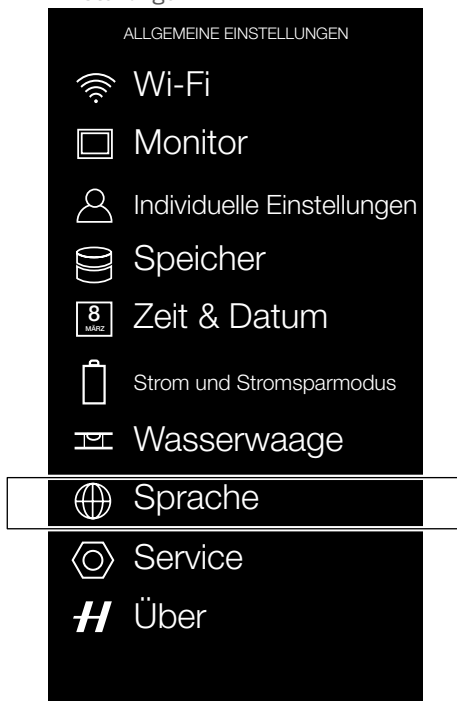 ALLGEMEINE EINSTELLUNGEN
Wi-Fi
Monitor
Individuelle Einstellungen
Speicher
8
MÄRZ
Zeit & Datum
Strom und Stromsparmodus
Wasserwaage
Sprache
Service
H Über